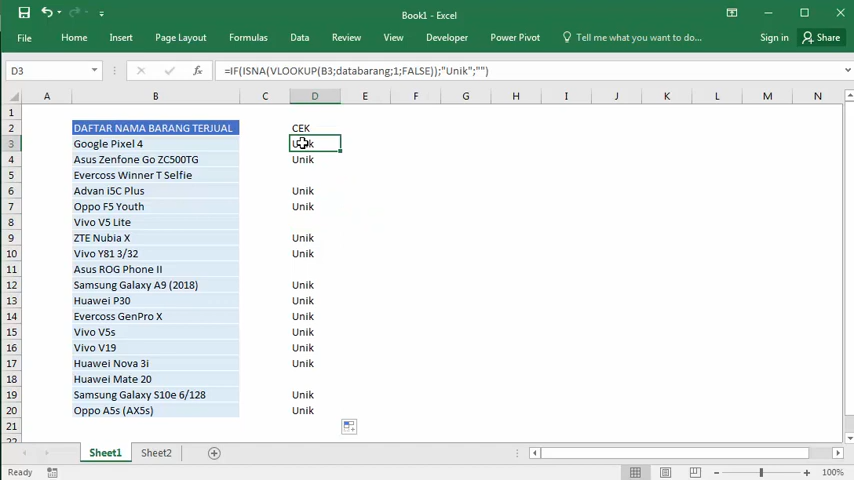 Book1 - Excel
File Home Insert Page Layout Formulas Data Review View Developer Power Pivot Tell me what you want to do... Sign in Share
D3 fx =IF(ISNA(VLOOKUP(B3;databarang;1;FALSE));"Unik";"")
A B C D E F G H I J K L M N
1
2 DAFTAR NAMA BARANG TERJUAL CEK
3 Google Pixel 4 Unik
4 Asus Zenfone Go ZC500TG Unik
5 Evercoss Winner T Selfie
6 Advan i5C Plus Unik
7 Oppo F5 Youth Unik
8 Vivo V5 Lite
9 ZTE Nubia X Unik
10 Vivo Y81 3/32 Unik
11 Asus ROG Phone II
12 Samsung Galaxy A9 (2018) Unik
13 Huawei P30 Unik
14 Evercoss GenPro X Unik
15 Vivo V5s Unik
16 Vivo V19 Unik
17 Huawei Nova 3i Unik
18 Huawei Mate 20
19 Samsung Galaxy S10e 6/128 Unik
20 Oppo A5s (AX5s) Unik
21
22
Sheet1 Sheet2
Ready 100%